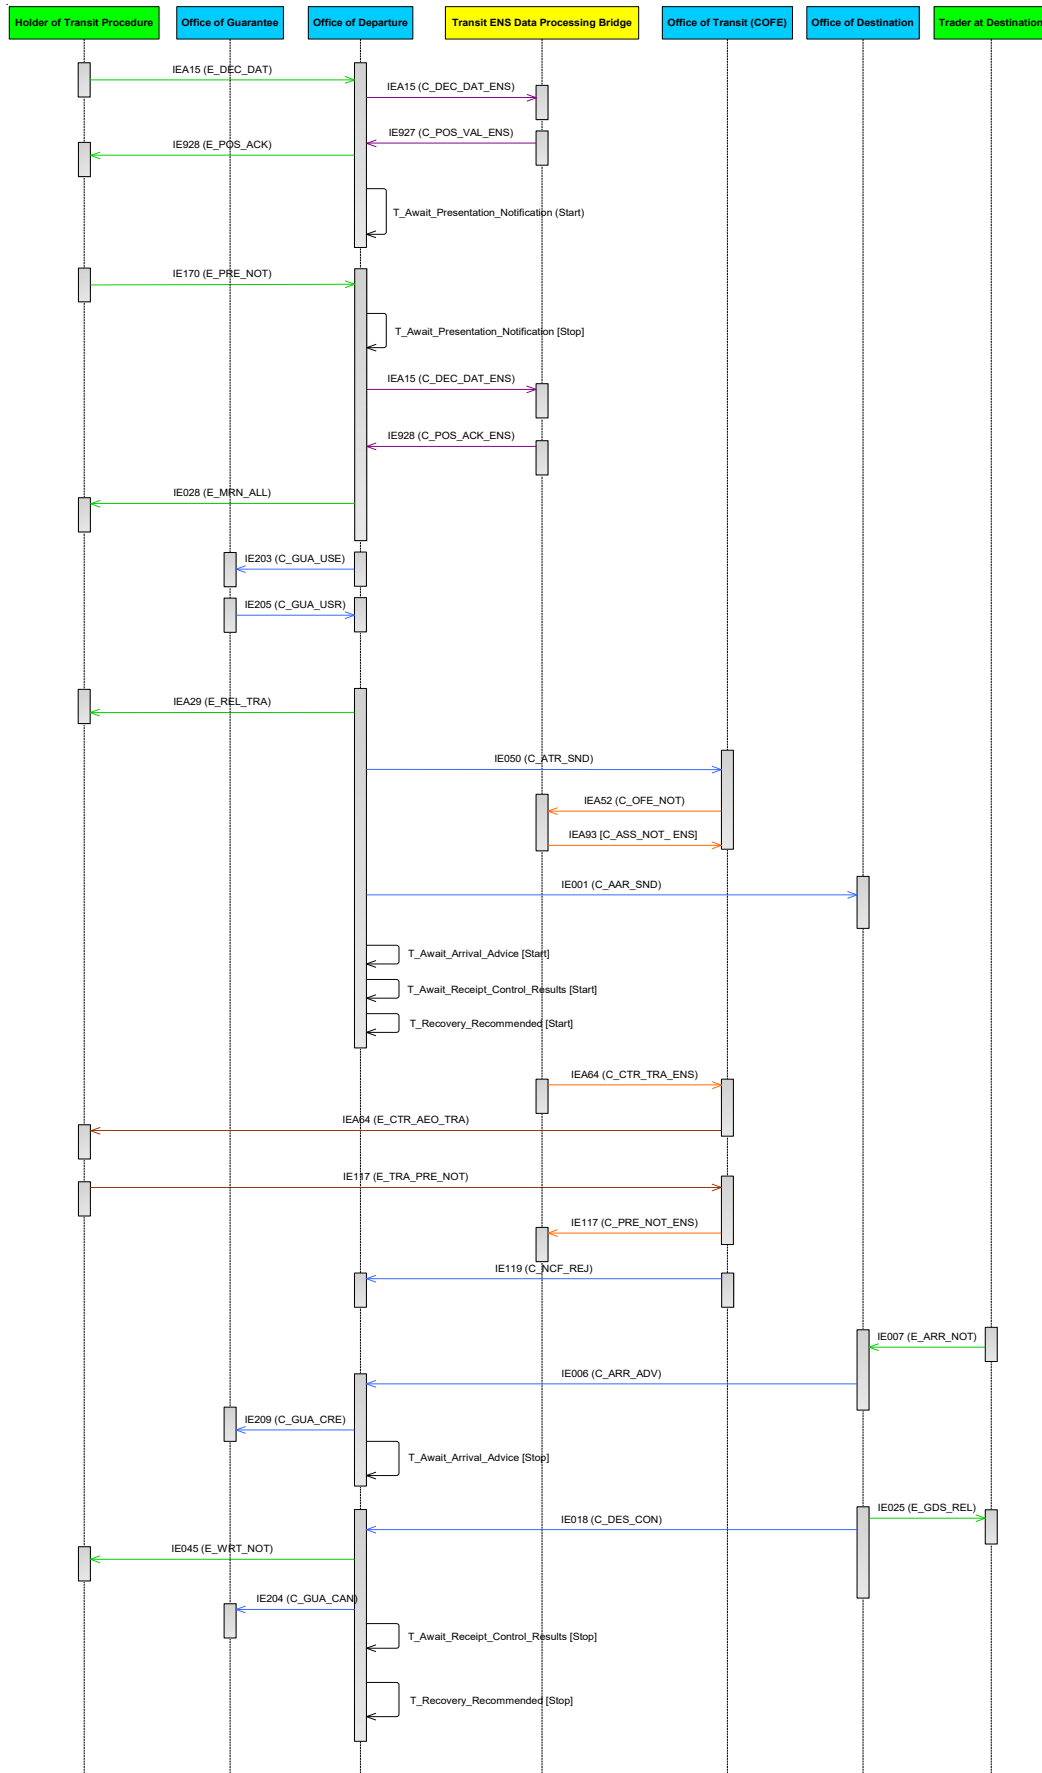 Holder of Transit Procedure
Office of Guarantee
Office of Departure
Transit ENS Data Processing Bridge
Office of Transit (COFE)
Office of Destination
Trader at Destination
IEA15 (E_DEC_DAT)
IEA15 (C_DEC_DAT_ENS)
IE927 (C_POS_VAL_ENS)
IE928 (E_POS_ACK)
T_Await_Presentation_Notification (Start)
IE170 (E_PRE_NOT)
T_Await_Presentation_Notification [Stop]
IEA15 (C_DEC_DAT_ENS)
IE928 (C_POS_ACK_ENS)
IE028 (E_MRN_ALL)
IE203 (C_GUA_USE)
IE205 (C_GUA_USR)
IEA29 (E_REL_TRA)
IE050 (C_ATR_SND)
IEA52 (C_OFE_NOT)
IEA93 [C_ASS_NOT_ ENS]
IE001 (C_AAR_SND)
T_Await_Arrival_Advice [Start]
T_Await_Receipt_Control_Results [Start]
T_Recovery_Recommended [Start]
IEA64 (C_CTR_TRA_ENS)
IEA64 (E_CTR_AEO_TRA)
IE117 (E_TRA_PRE_NOT)
IE117 (C_PRE_NOT_ENS)
IE119 (C_NCF_REJ)
IE007 (E_ARR_NOT)
IE006 (C_ARR_ADV)
IE209 (C_GUA_CRE)
T_Await_Arrival_Advice [Stop]
IE025 (E_GDS_REL)
IE018 (C_DES_CON)
IE045 (E_WRT_NOT)
IE204 (C_GUA_CAN)
T_Await_Receipt_Control_Results [Stop]
T_Recovery_Recommended [Stop]